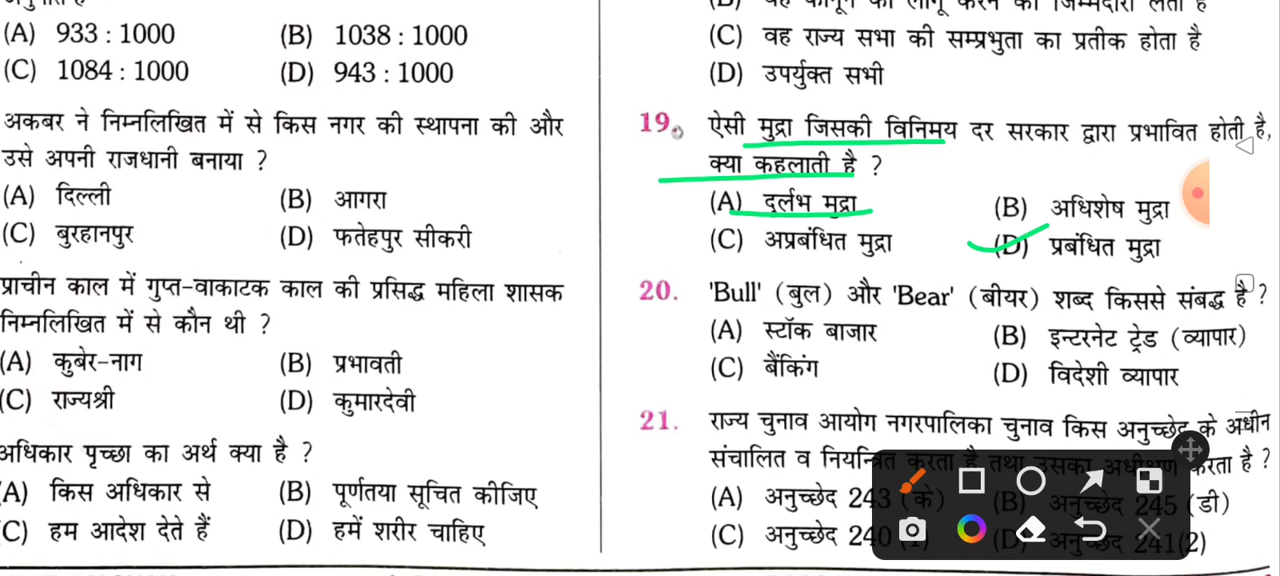 (A) 933 : 1000 (B) 1038 : 1000
(C) 1084 : 1000 (D) 943 : 1000
अकबर ने निम्नलिखित में से किस नगर की स्थापना की और
उसे अपनी राजधानी बनाया ?
(A) दिल्ली (B) आगरा
(C) बुरहानपुर (D) फतेहपुर सीकरी
प्राचीन काल में गुप्त-वाकाटक काल की प्रसिद्ध महिला शासक
निम्नलिखित में से कौन थी ?
(A) कुबेर-नाग (B) प्रभावती
(C) राज्यश्री (D) कुमारदेवी
अधिकार पृच्छा का अर्थ क्या है ?
(A) किस अधिकार से (B) पूर्णतया सूचित कीजिए
(C) हम आदेश देते हैं (D) हमें शरीर चाहिए
(C) वह राज्य सभा की सम्प्रभुता का प्रतीक होता है
(D) उपर्युक्त सभी
19. ऐसी मुद्रा जिसकी विनिमय दर सरकार द्वारा प्रभावित होती है,
क्या कहलाती है ?
(A) दुर्लभ मुद्रा (B) अधिशेष मुद्रा
(C) अप्रबंधित मुद्रा (D) प्रबंधित मुद्रा
20. 'Bull' (बुल) और 'Bear' (बीयर) शब्द किससे संबद्ध है ?
(A) स्टॉक बाजार (B) इन्टरनेट ट्रेड (व्यापार)
(C) बैंकिंग (D) विदेशी व्यापार
21. राज्य चुनाव आयोग नगरपालिका चुनाव किस अनुच्छेद के अधीन
संचालित व नियन्त्रित करता है तथा उसका अधीक्षण करता है ?
(A) अनुच्छेद 243 (के) (B) अनुच्छेद 245 (डी)
(C) अनुच्छेद 240 (1) (D) अनुच्छेद 241(2)